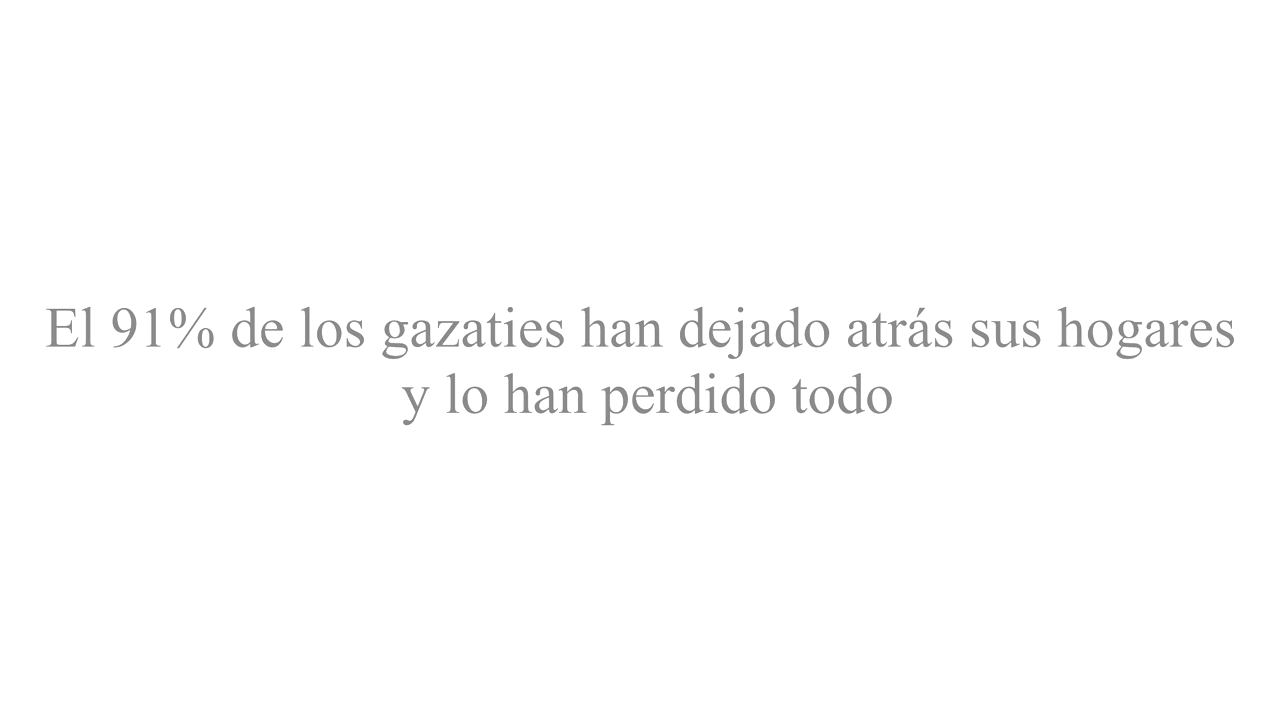 El 91% de los gazaties han dejado atrás sus hogares
y lo han perdido todo